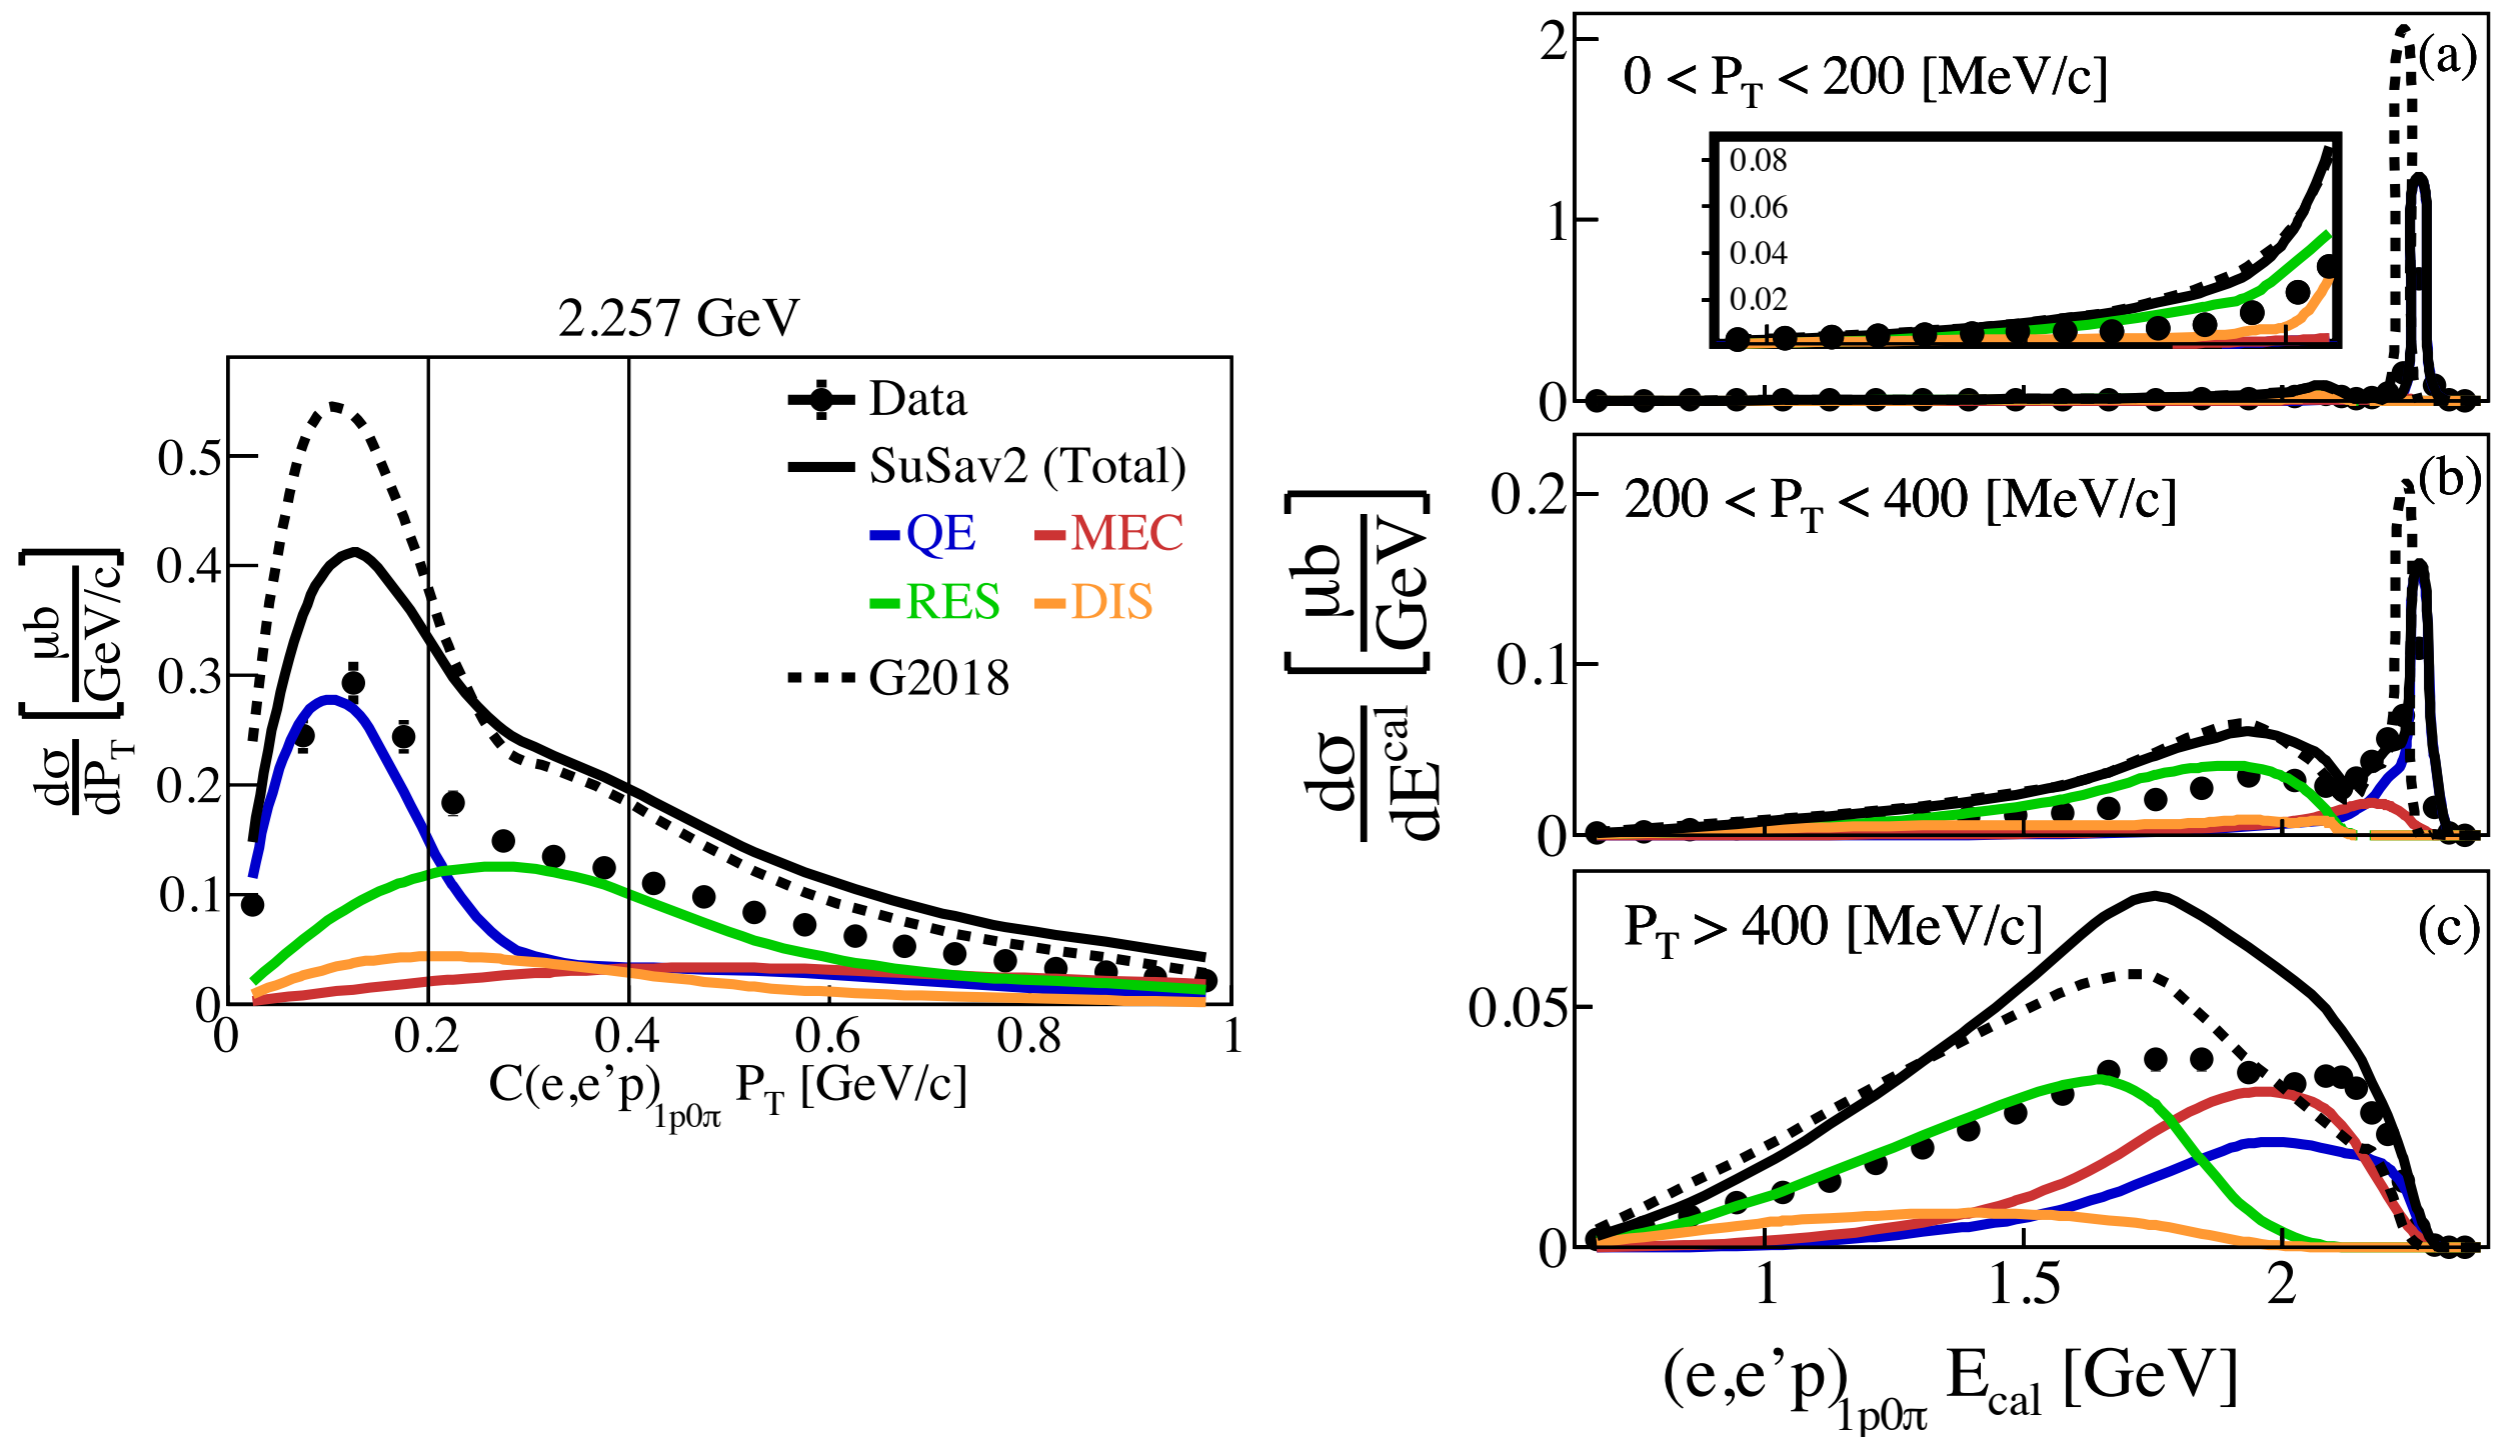 2.257 GeV
Data
SuSav2 (Total)
QE MEC
RES DIS
G2018
dσ/dP_T [μb/GeV/c]
0.5
0.4
0.3
0.2
0.1
0
0 0.2 0.4 0.6 0.8 1
C(e,e'p)_1p0π P_T [GeV/c]
dσ/dE^cal [μb/GeV]
(a)
0 < P_T < 200 [MeV/c]
2
1
0
0.08
0.06
0.04
0.02
(b)
200 < P_T < 400 [MeV/c]
0.2
0.1
0
(c)
P_T > 400 [MeV/c]
0.05
0
1 1.5 2
(e,e'p)_1p0π E_cal [GeV]